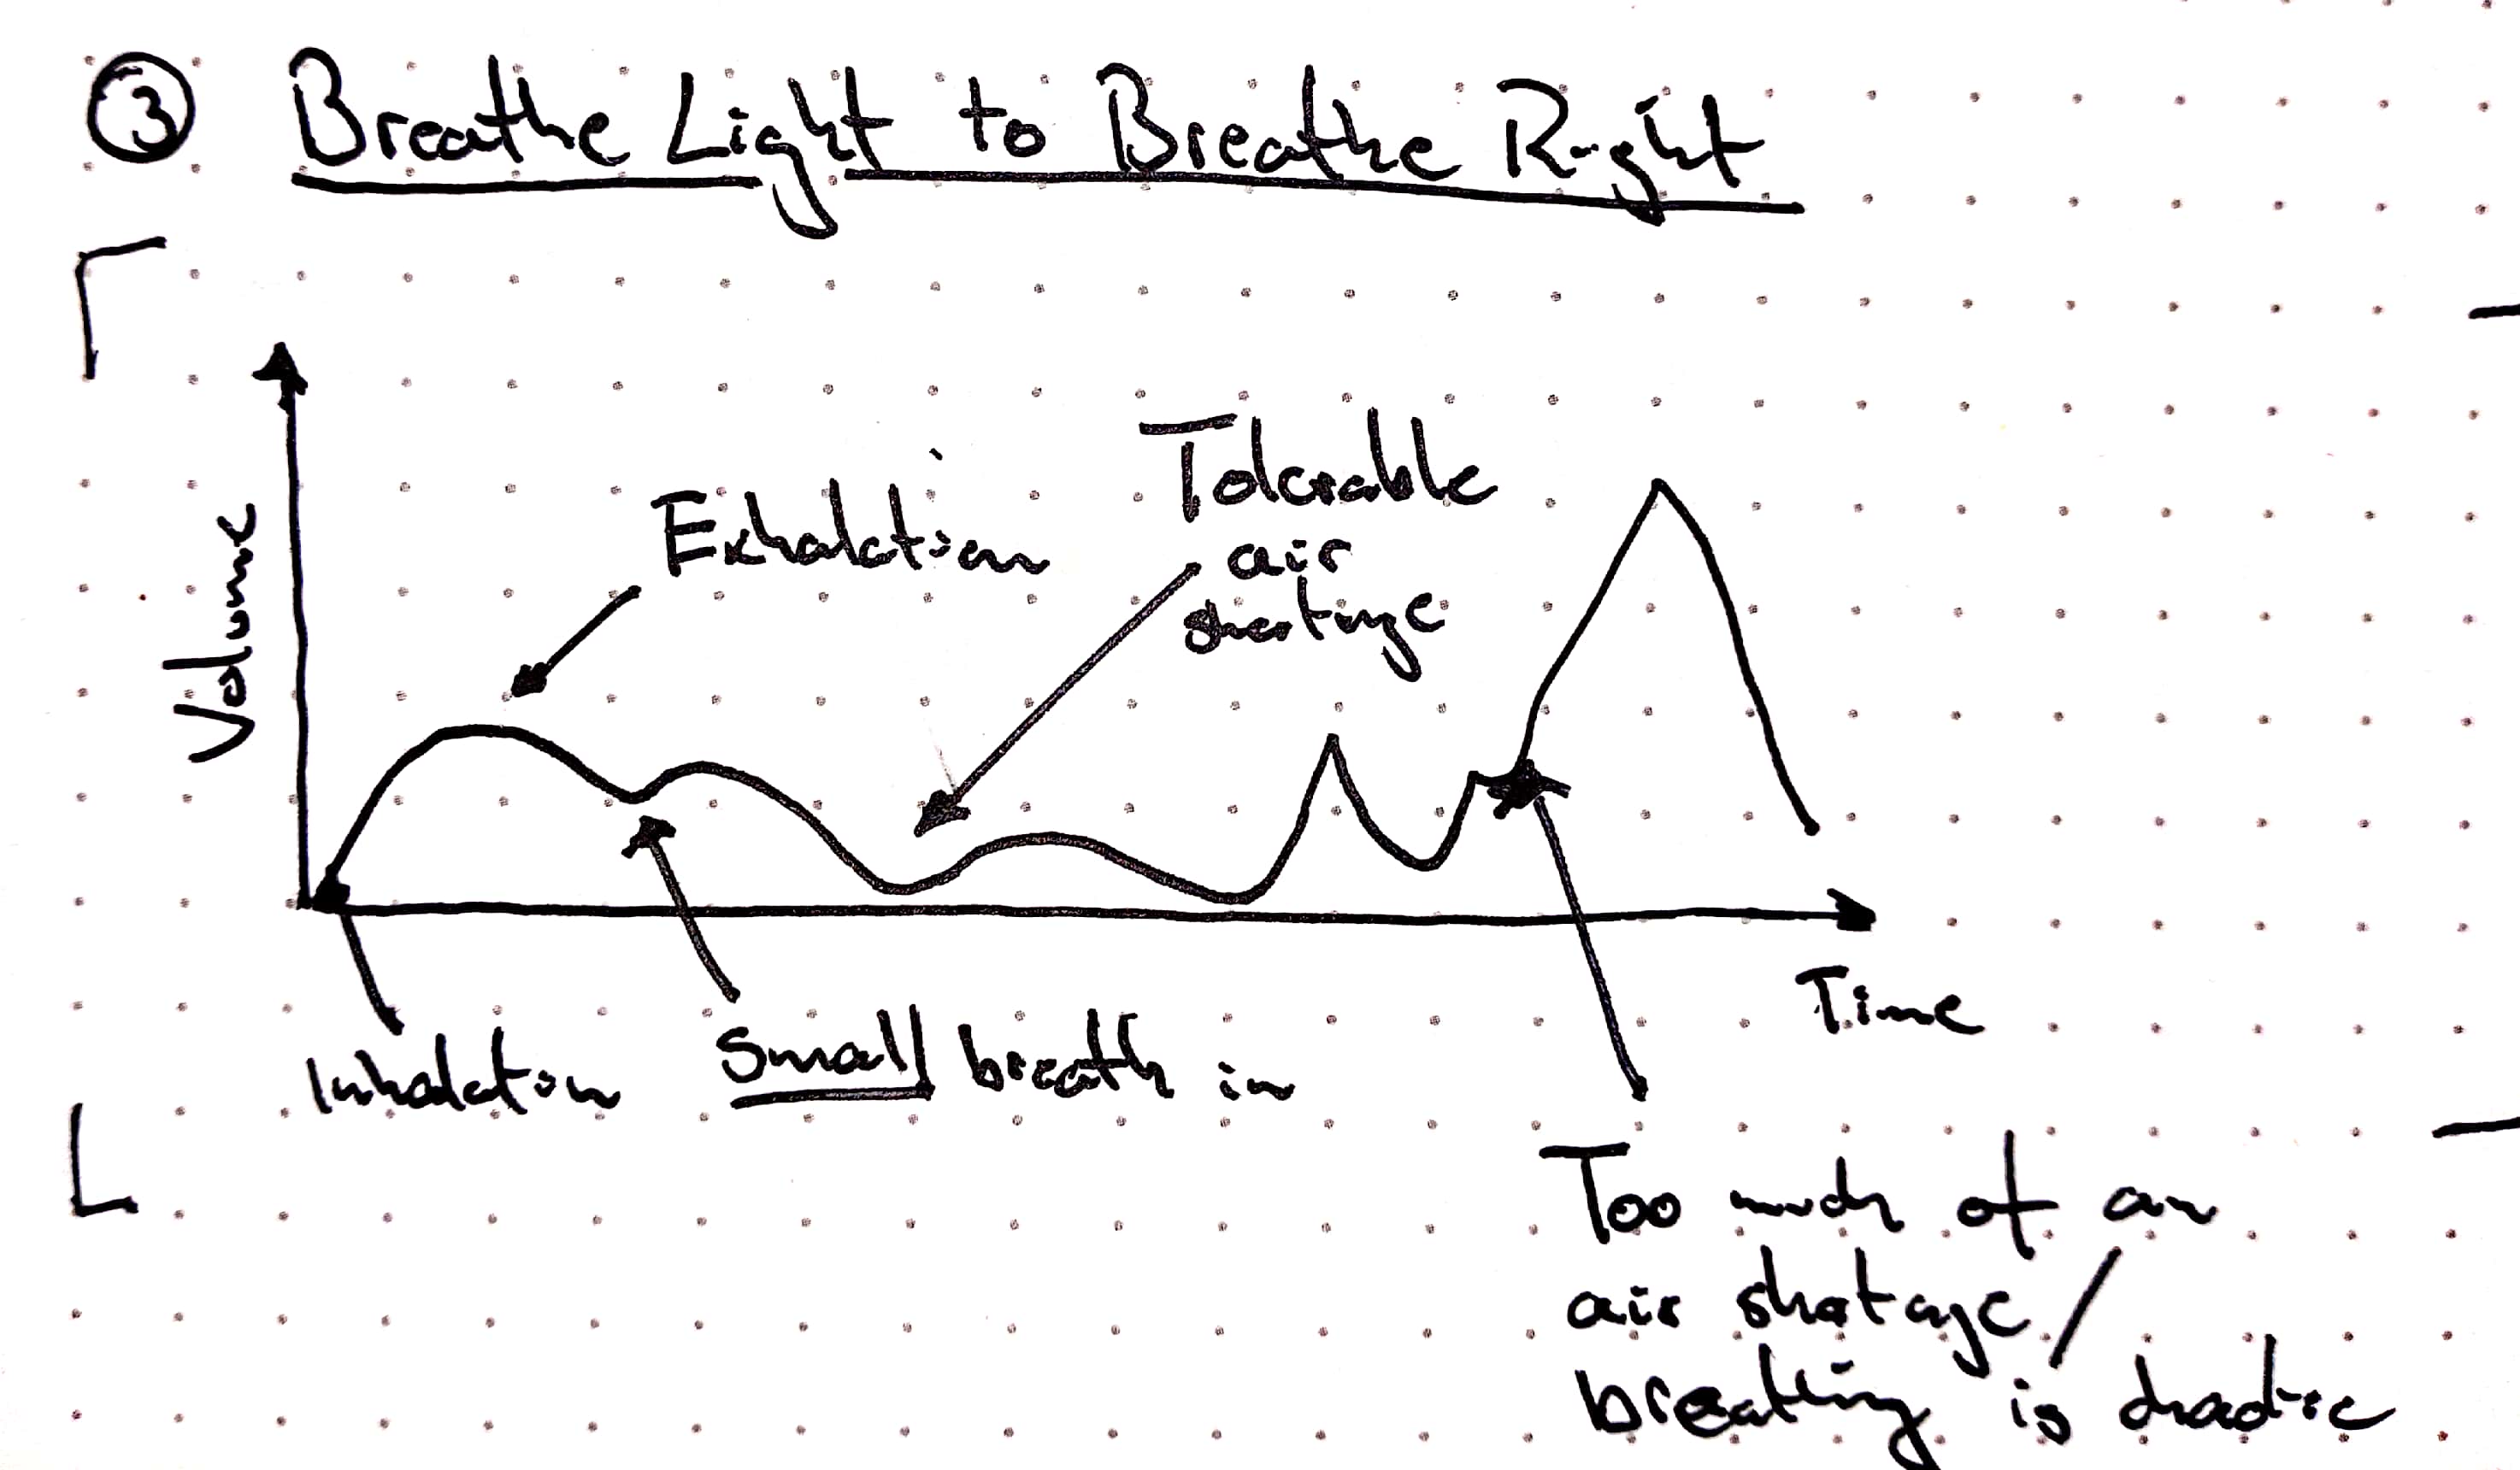 ③ Breathe Light to Breathe Right
Tolerable
Exhalation
air
shortage
Volume
Time
Inhalation
Small breath in
Too much of an
air shortage/
breathing is chaotic